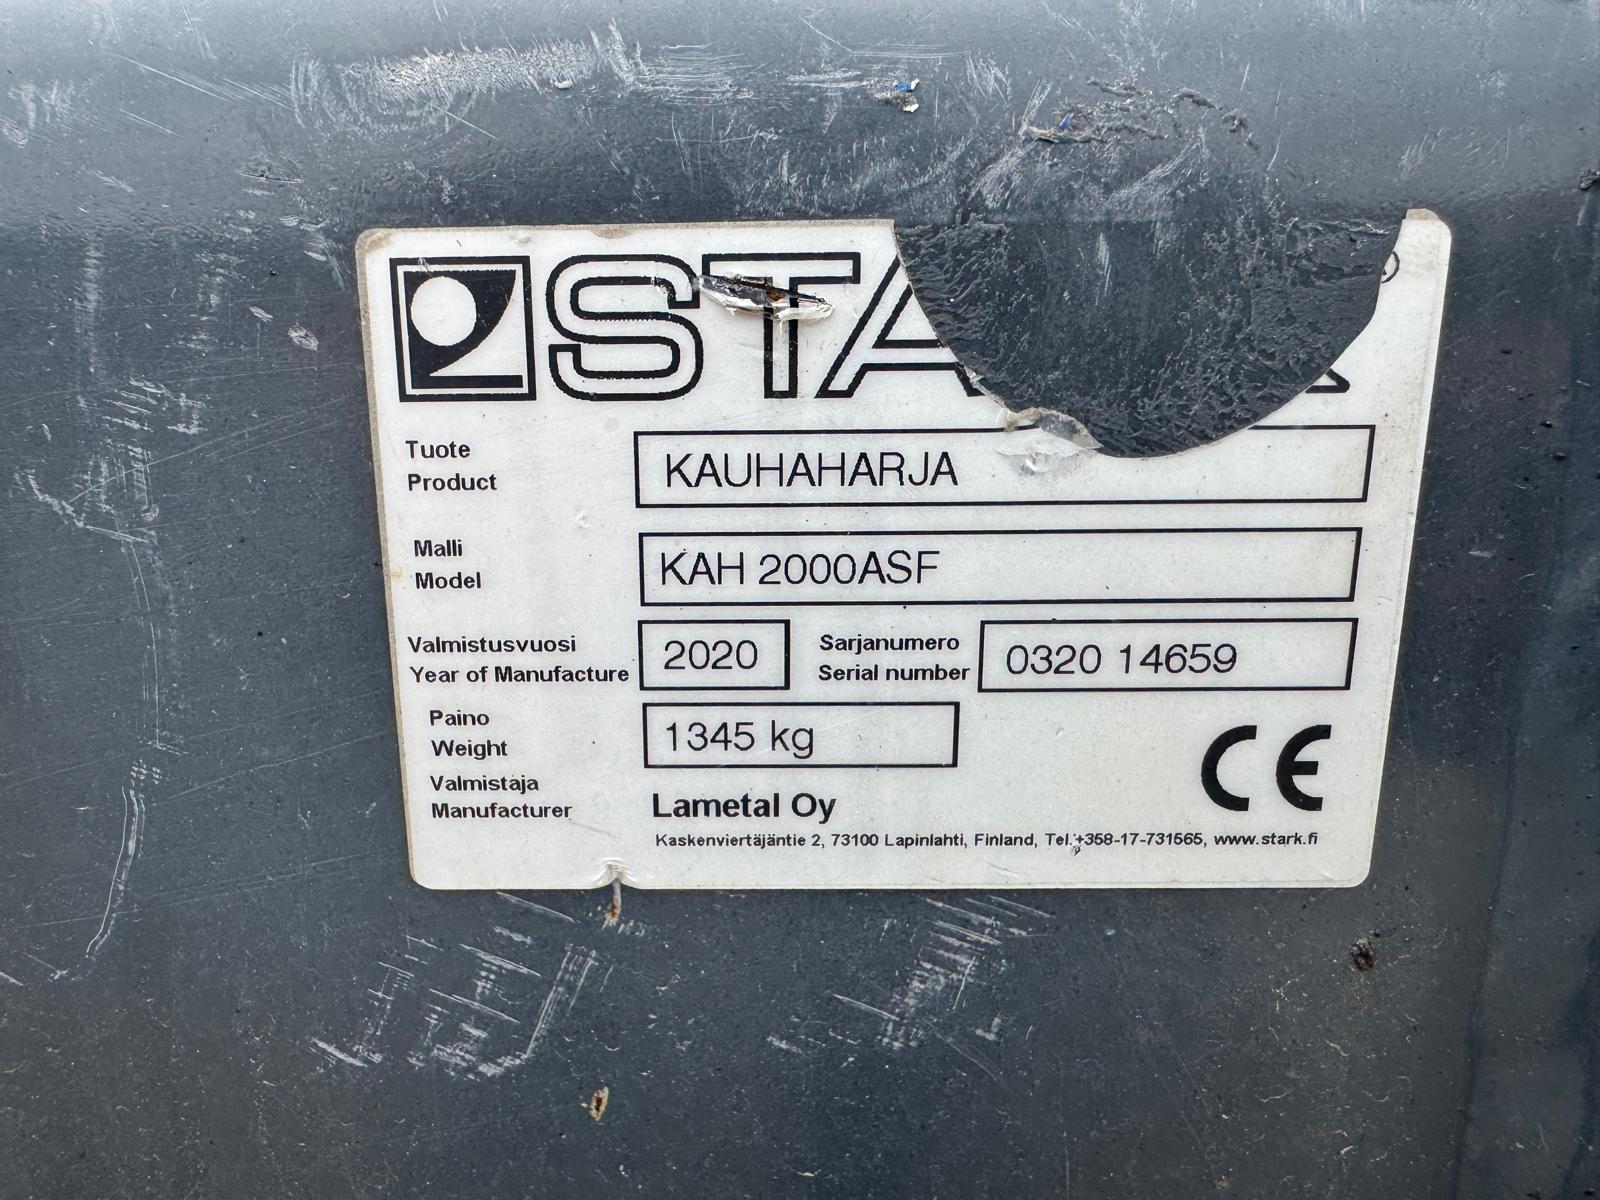 STA
®
Tuote
Product
KAUHAHARJA
Malli
Model
KAH 2000ASF
Valmistusvuosi
Year of Manufacture
2020
Sarjanumero
Serial number
0320 14659
Paino
Weight
1345 kg
CE
Valmistaja
Manufacturer
Lametal Oy
Kaskenviertäjäntie 2, 73100 Lapinlahti, Finland, Tel.+358-17-731565, www.stark.fi